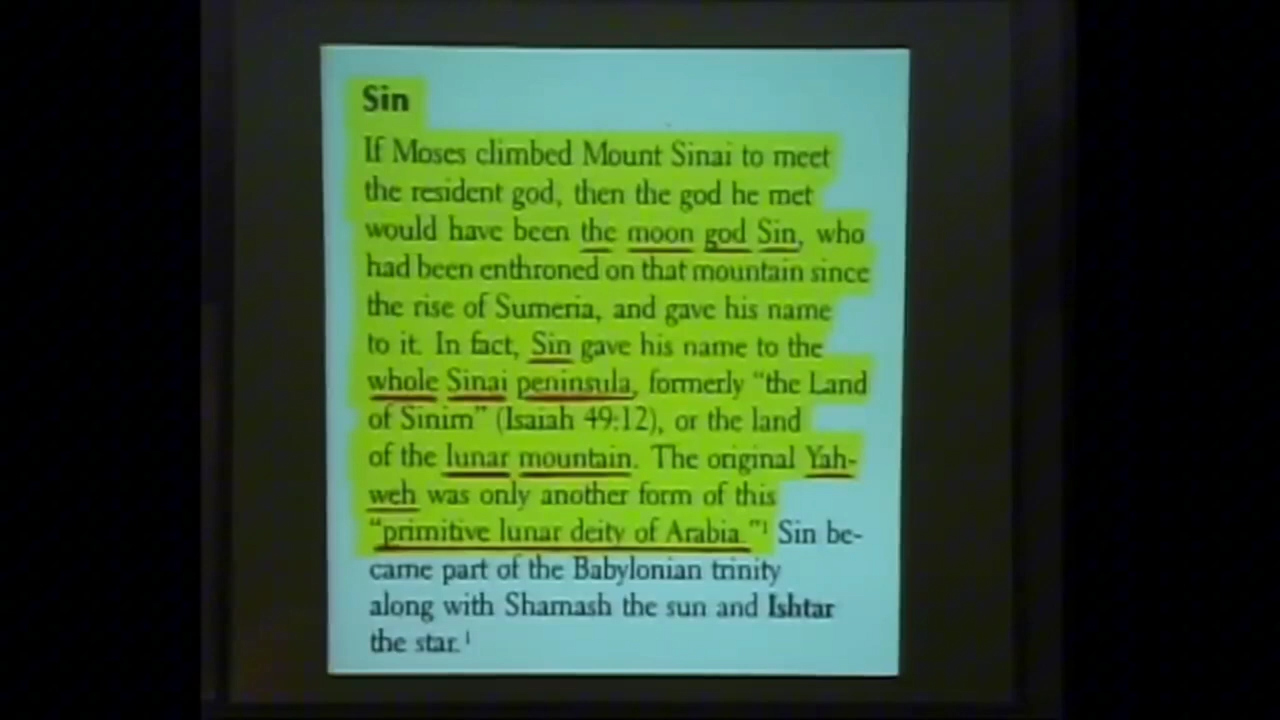 Sin
If Moses climbed Mount Sinai to meet
the resident god, then the god he met
would have been the moon god Sin, who
had been enthroned on that mountain since
the rise of Sumeria, and gave his name
to it. In fact, Sin gave his name to the
whole Sinai peninsula, formerly “the Land
of Sinim” (Isaiah 49:12), or the land
of the lunar mountain. The original Yah-
weh was only another form of this
“primitive lunar deity of Arabia.”¹ Sin be-
came part of the Babylonian trinity
along with Shamash the sun and Ishtar
the star.¹